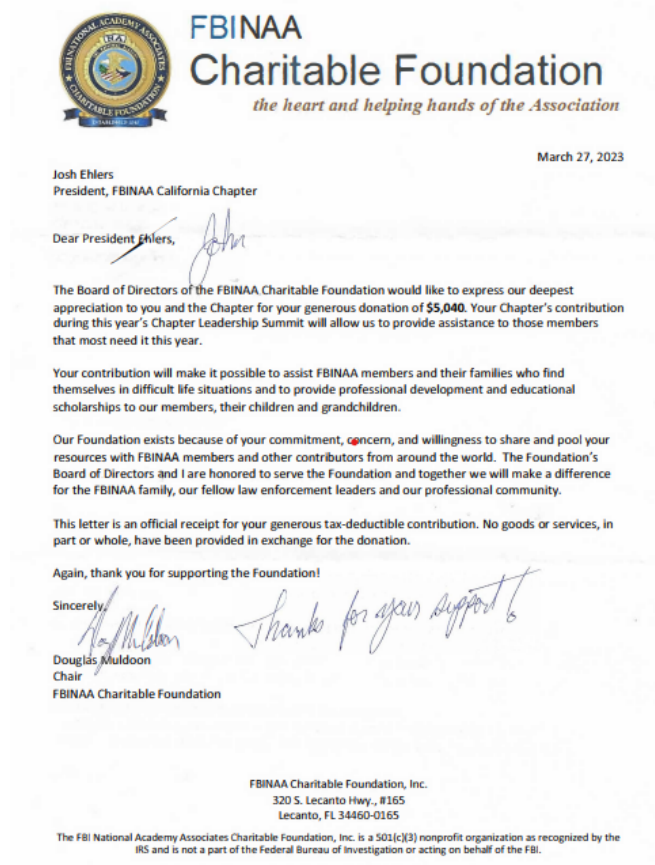 FBI NATIONAL ACADEMY ASSOCIATES
CHARITABLE FOUNDATION
FBINAA
Charitable Foundation
the heart and helping hands of the Association
March 27, 2023
Josh Ehlers
President, FBINAA California Chapter
Dear President Ehlers,
The Board of Directors of the FBINAA Charitable Foundation would like to express our deepest
appreciation to you and the Chapter for your generous donation of $5,040. Your Chapter's contribution
during this year's Chapter Leadership Summit will allow us to provide assistance to those members
that most need it this year.
Your contribution will make it possible to assist FBINAA members and their families who find
themselves in difficult life situations and to provide professional development and educational
scholarships to our members, their children and grandchildren.
Our Foundation exists because of your commitment, concern, and willingness to share and pool your
resources with FBINAA members and other contributors from around the world. The Foundation's
Board of Directors and I are honored to serve the Foundation and together we will make a difference
for the FBINAA family, our fellow law enforcement leaders and our professional community.
This letter is an official receipt for your generous tax-deductible contribution. No goods or services, in
part or whole, have been provided in exchange for the donation.
Again, thank you for supporting the Foundation!
Sincerely,
Thanks for your support!
Douglas Muldoon
Chair
FBINAA Charitable Foundation
FBINAA Charitable Foundation, Inc.
320 S. Lecanto Hwy., #165
Lecanto, FL 34460-0165
The FBI National Academy Associates Charitable Foundation, Inc. is a 501(c)(3) nonprofit organization as recognized by the
IRS and is not a part of the Federal Bureau of Investigation or acting on behalf of the FBI.